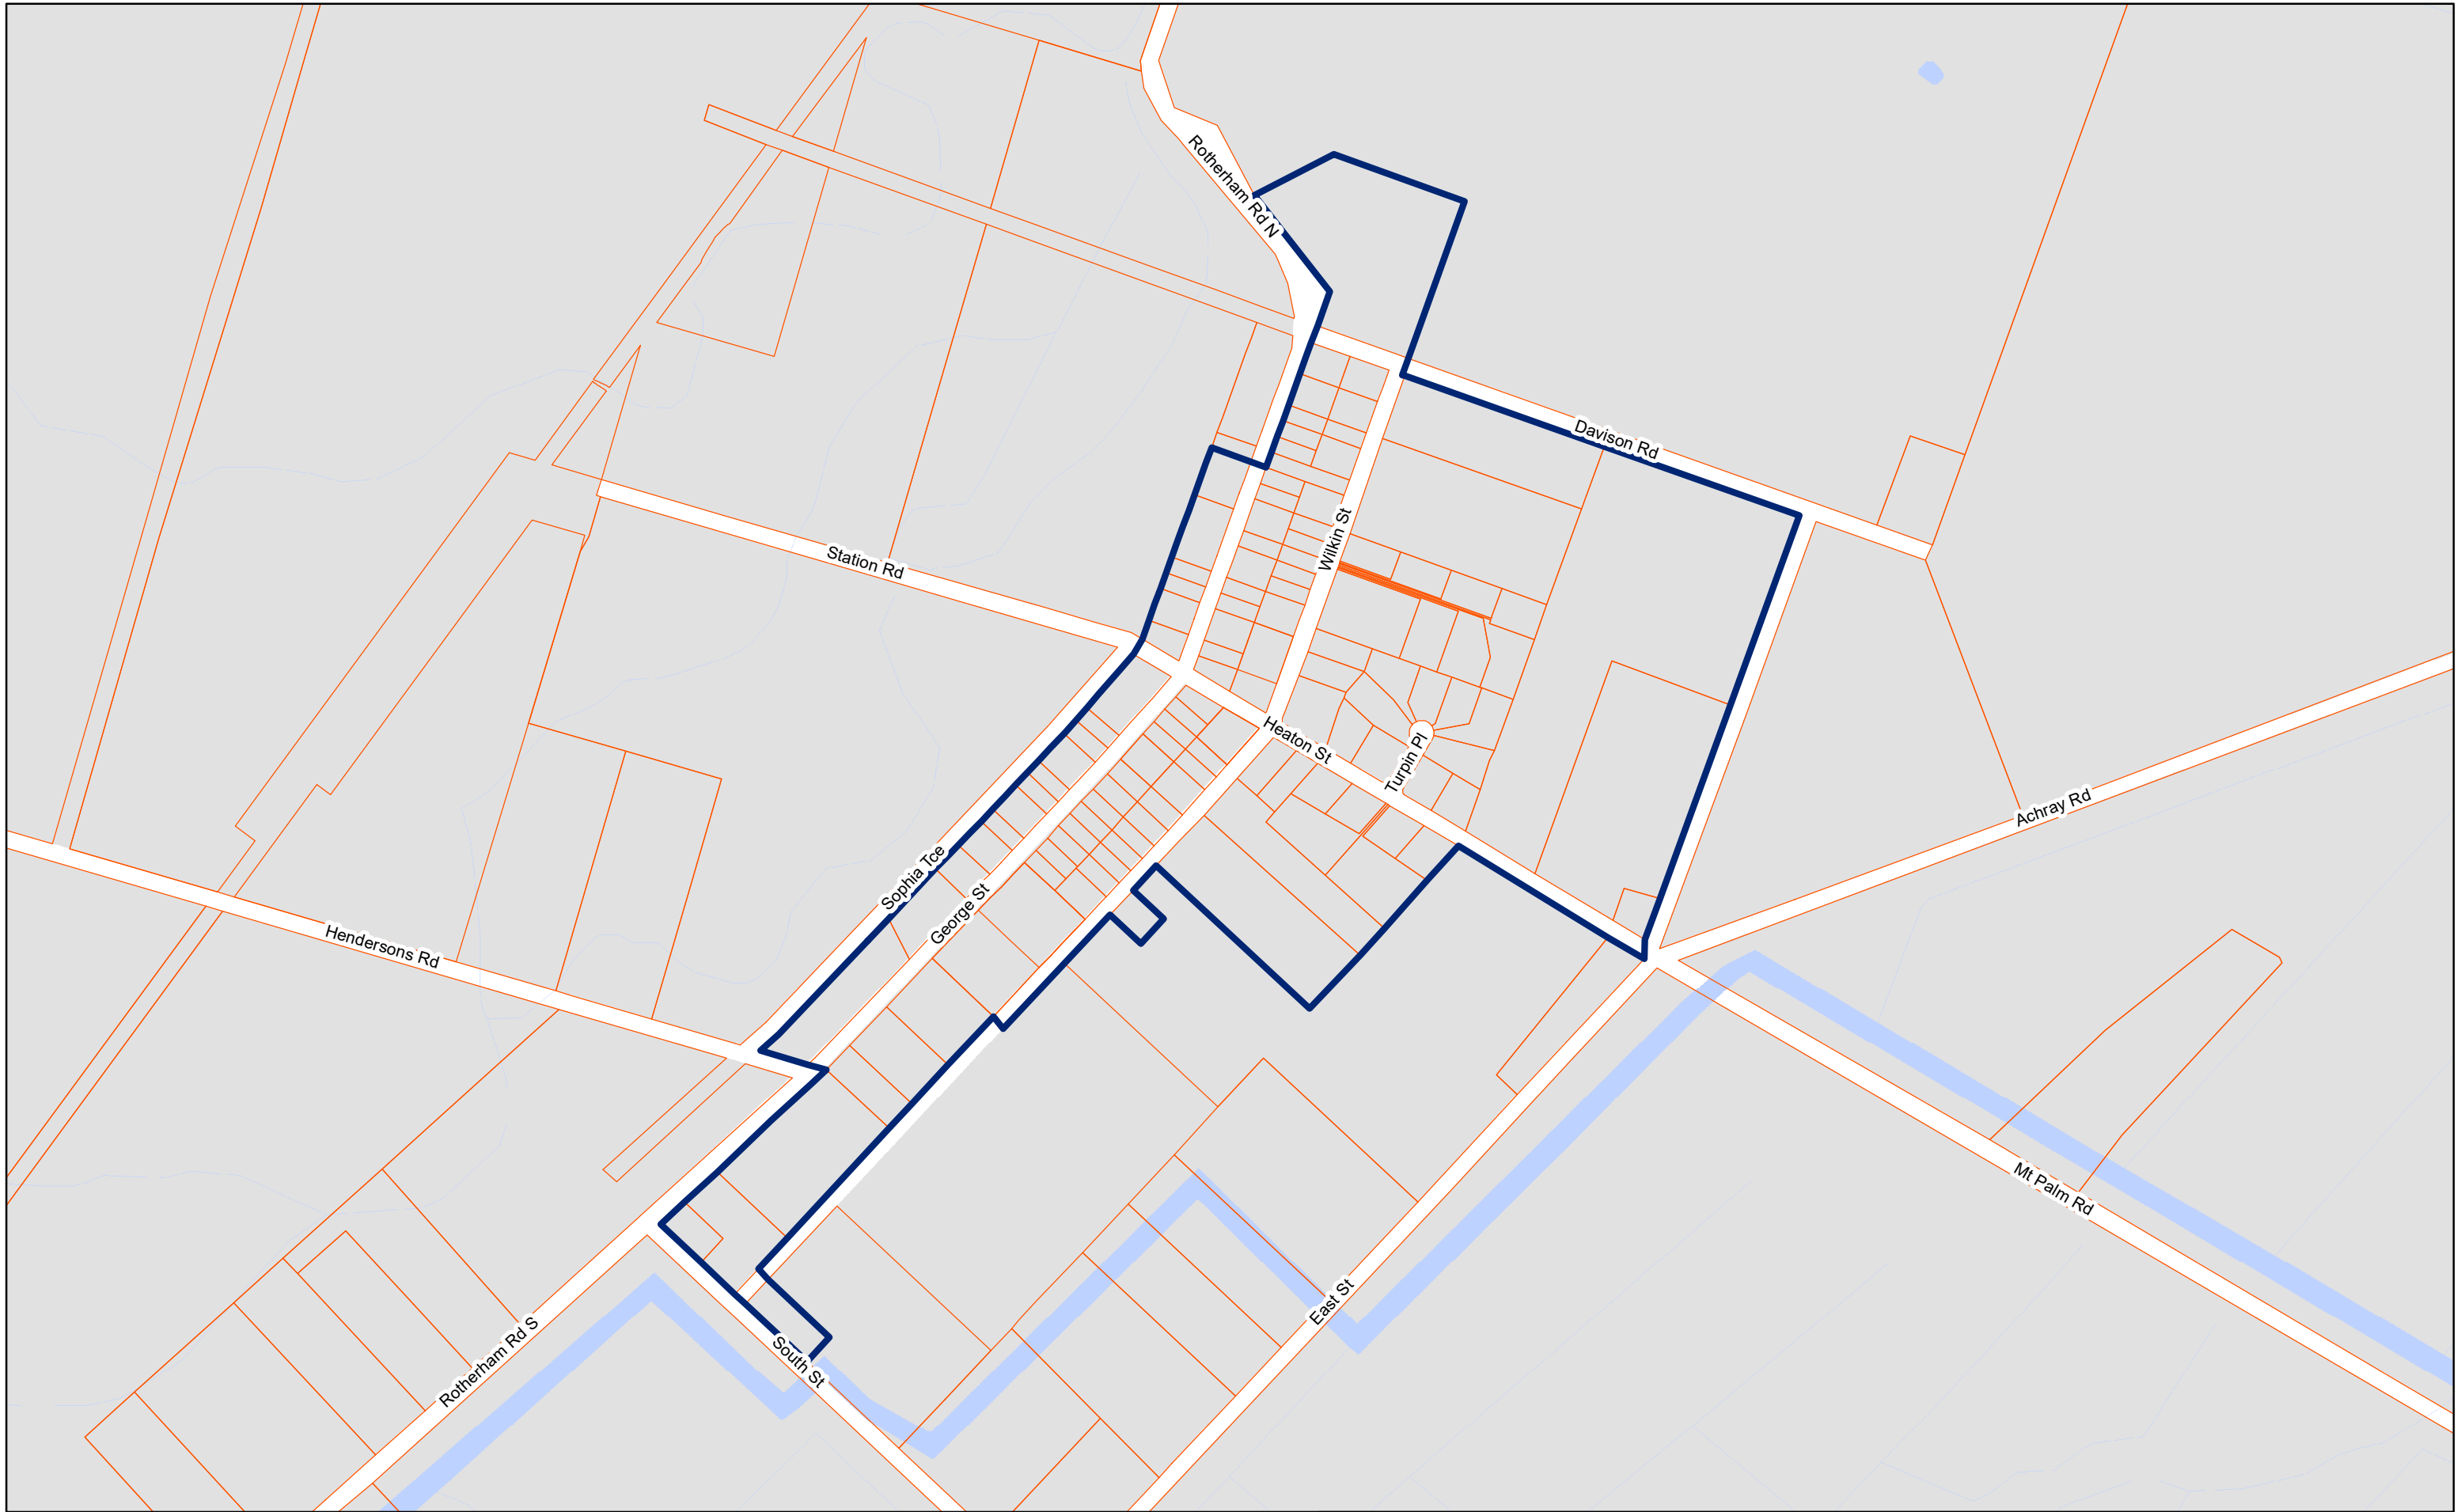 Rotherham Rd N
Davison Rd
Wilkin St
Station Rd
Heaton St
Turpin Pl
Achray Rd
Sophia Tce
George St
Hendersons Rd
Mt Palm Rd
East St
Rotherham Rd S
South St